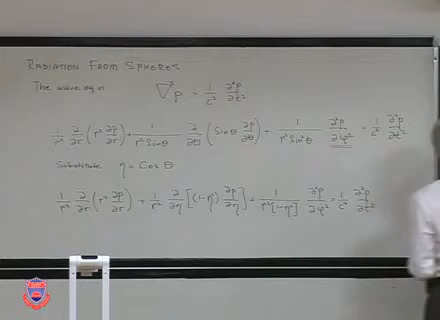 RADIATION FROM SPHERES
The wave eqn ∇²p = 1/c² ∂²p/∂t²
1/r² ∂/∂r (r² ∂p/∂r) + 1/(r² Sinθ) ∂/∂θ (Sinθ ∂p/∂θ) + 1/(r² Sin²θ) ∂²p/∂φ² = 1/c² ∂²p/∂t²
Substitute η = Cos θ
1/r² ∂/∂r (r² ∂p/∂r) + 1/r² ∂/∂η [(1-η²) ∂p/∂η] + 1/(r²[1-η²]) ∂²p/∂φ² = 1/c² ∂²p/∂t²